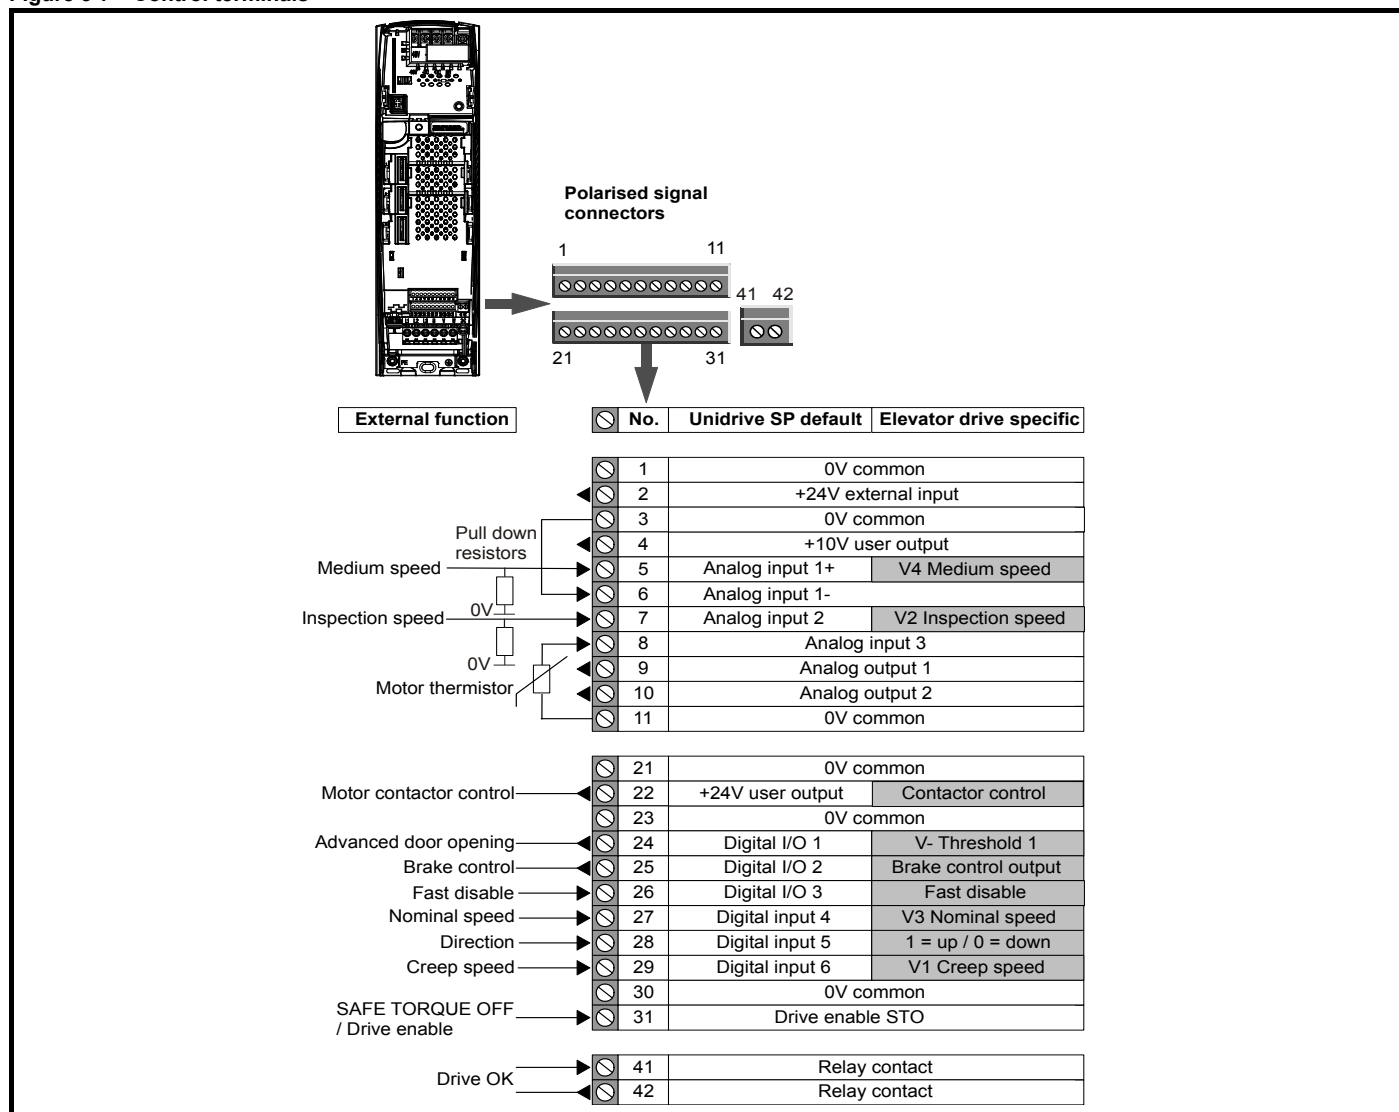 Polarised signal
connectors
1 11
41 42
21 31
External function No. Unidrive SP default Elevator drive specific
1 0V common
2 +24V external input
3 0V common
Pull down
resistors
4 +10V user output
Medium speed 5 Analog input 1+ V4 Medium speed
6 Analog input 1-
0V
Inspection speed 7 Analog input 2 V2 Inspection speed
8 Analog input 3
0V
9 Analog output 1
Motor thermistor 10 Analog output 2
11 0V common
21 0V common
Motor contactor control 22 +24V user output Contactor control
23 0V common
Advanced door opening 24 Digital I/O 1 V- Threshold 1
Brake control 25 Digital I/O 2 Brake control output
Fast disable 26 Digital I/O 3 Fast disable
Nominal speed 27 Digital input 4 V3 Nominal speed
Direction 28 Digital input 5 1 = up / 0 = down
Creep speed 29 Digital input 6 V1 Creep speed
30 0V common
SAFE TORQUE OFF
/ Drive enable
31 Drive enable STO
Drive OK
41 Relay contact
42 Relay contact